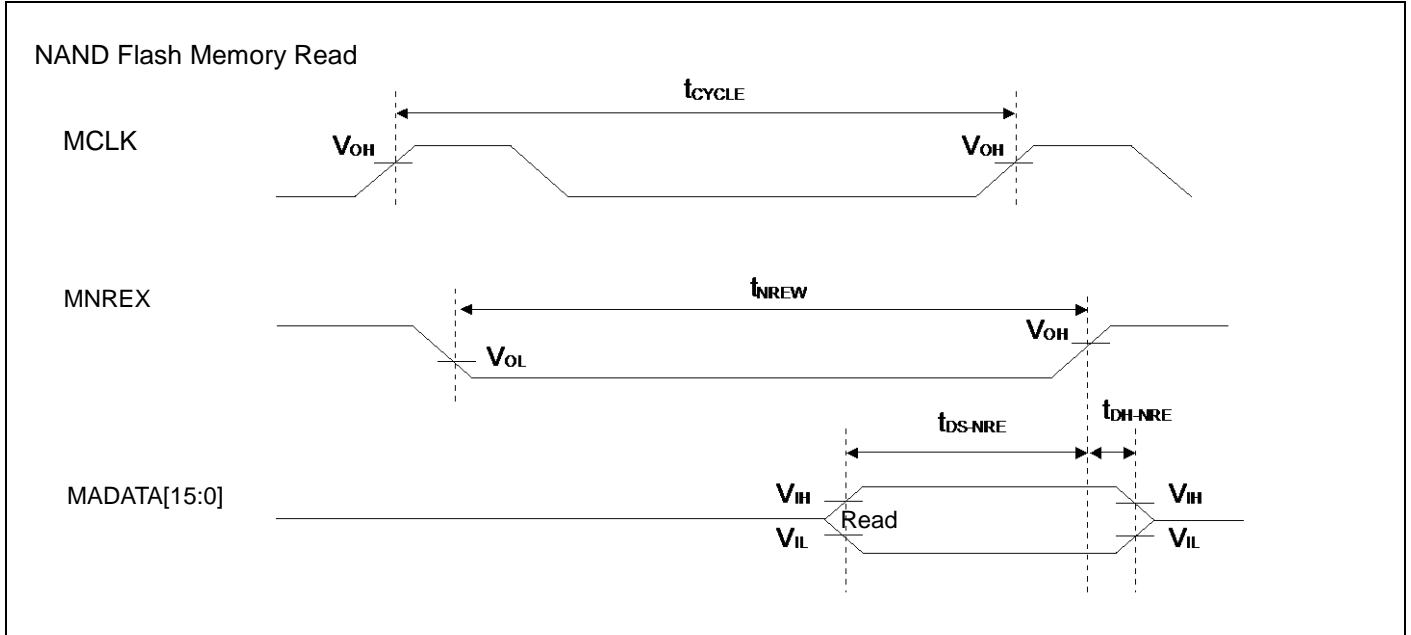 NAND Flash Memory Read
tCYCLE
MCLK
VOH
VOH
MNREX
tNREW
VOH
VOL
tDS-NRE
tDH-NRE
MADATA[15:0]
VIH
VIH
Read
VIL
VIL